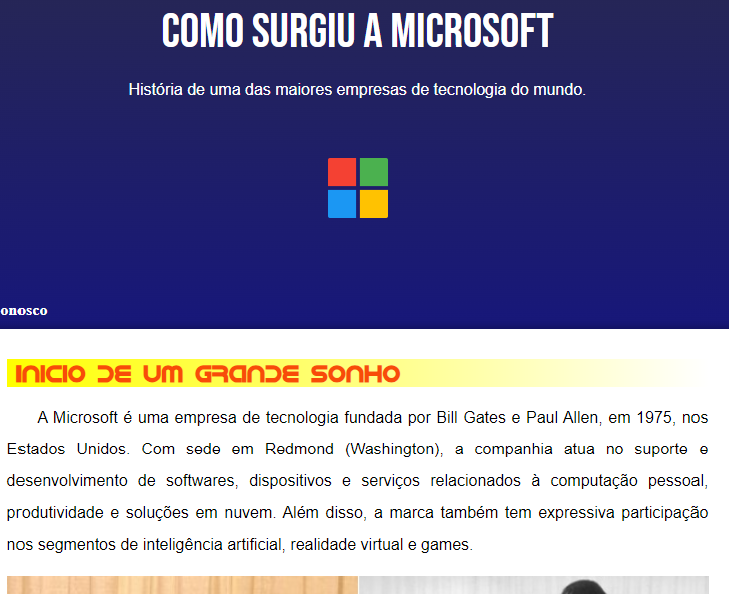 COMO SURGIU A MICROSOFT
História de uma das maiores empresas de tecnologia do mundo.
onosco
INICIO DE UM GRANDE SONHO
A Microsoft é uma empresa de tecnologia fundada por Bill Gates e Paul Allen, em 1975, nos
Estados Unidos. Com sede em Redmond (Washington), a companhia atua no suporte e
desenvolvimento de softwares, dispositivos e serviços relacionados à computação pessoal,
produtividade e soluções em nuvem. Além disso, a marca também tem expressiva participação
nos segmentos de inteligência artificial, realidade virtual e games.